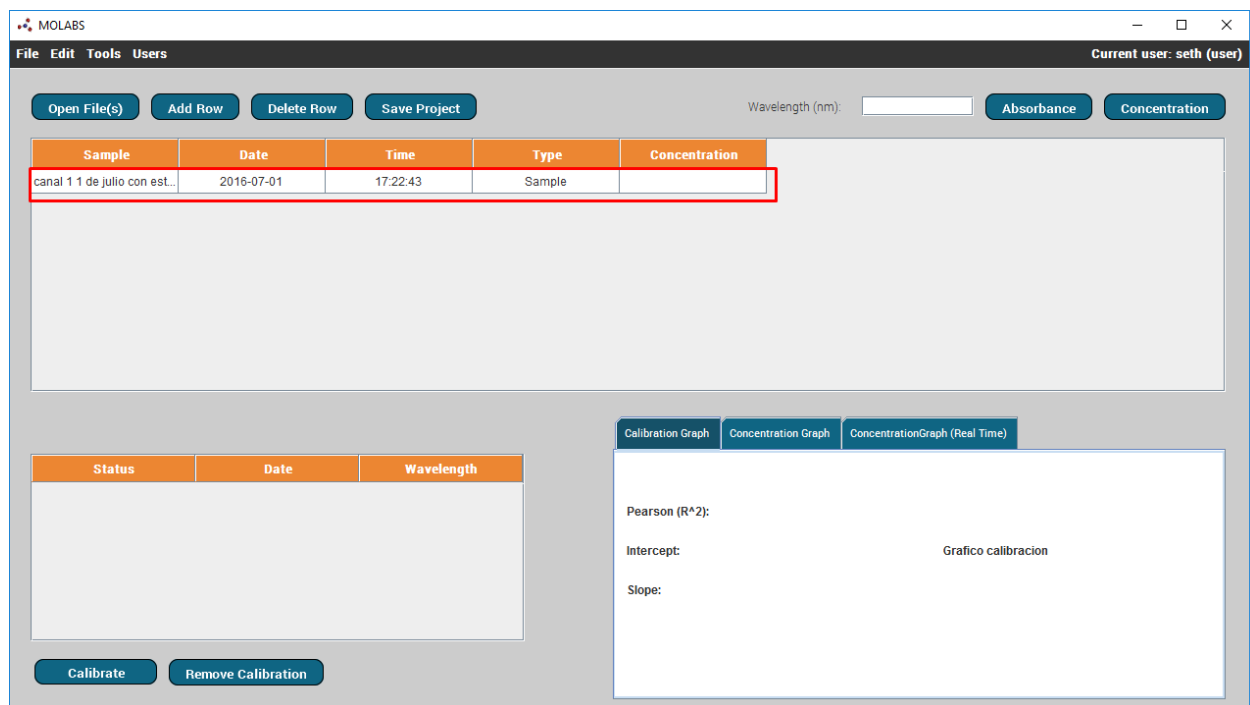 MOLABS
File Edit Tools Users Current user: seth (user)
Open File(s) Add Row Delete Row Save Project Wavelength (nm): Absorbance Concentration
Sample Date Time Type Concentration
canal 1 1 de julio con est... 2016-07-01 17:22:43 Sample
Calibration Graph Concentration Graph ConcentrationGraph (Real Time)
Status Date Wavelength
Pearson (R^2):
Intercept: Grafico calibracion
Slope:
Calibrate Remove Calibration